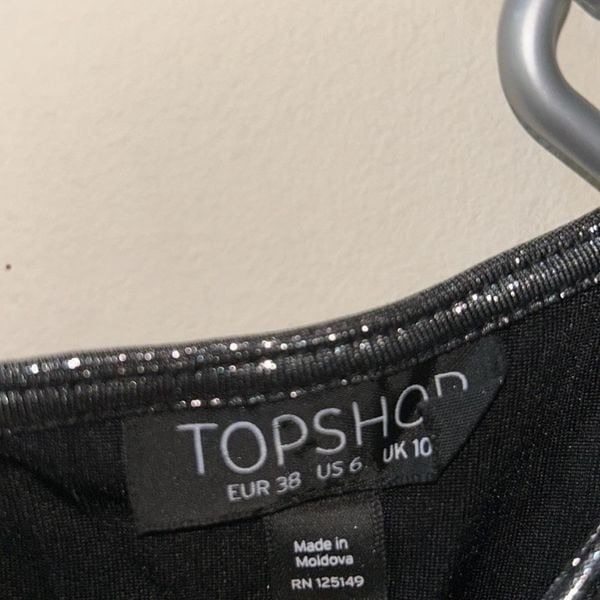 TOPSHOP
EUR 38 US 6 UK 10
Made in
Moldova
RN 125149